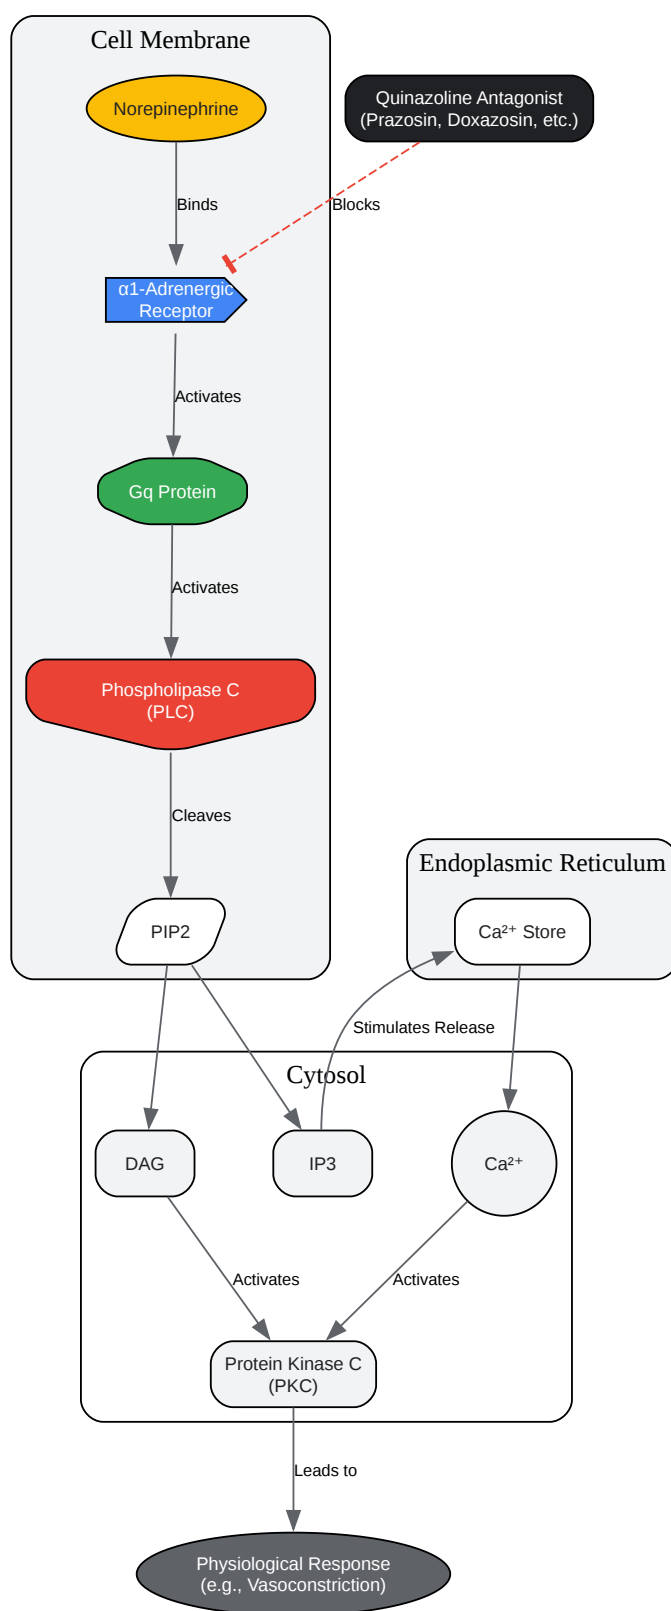 Cell Membrane
Norepinephrine
Quinazoline Antagonist
(Prazosin, Doxazosin, etc.)
Binds
Blocks
α1-Adrenergic
Receptor
Activates
Gq Protein
Activates
Phospholipase C
(PLC)
Cleaves
Endoplasmic Reticulum
PIP2
Ca²⁺ Store
Stimulates Release
Cytosol
DAG
IP3
Ca²⁺
Activates
Activates
Protein Kinase C
(PKC)
Leads to
Physiological Response
(e.g., Vasoconstriction)